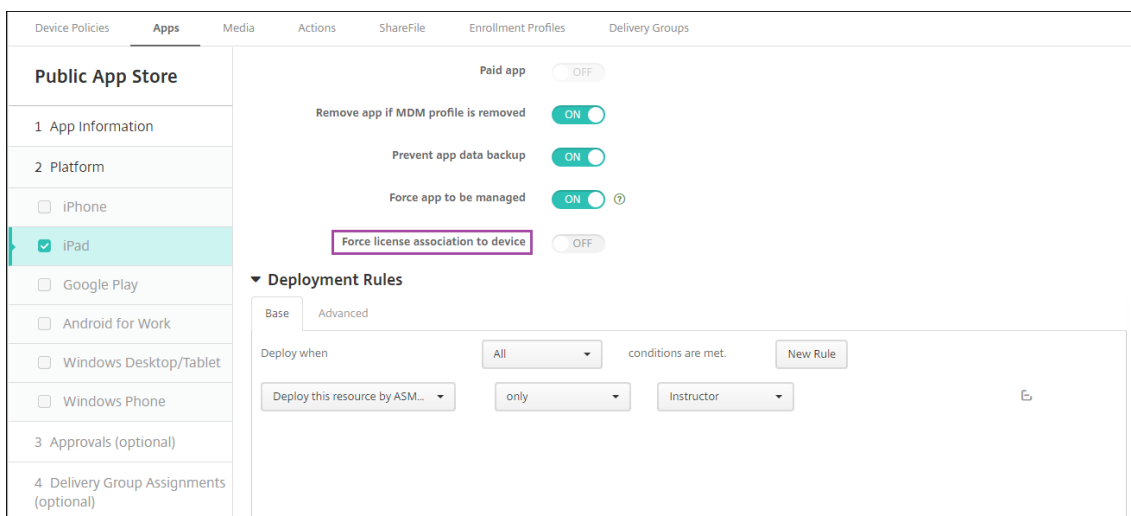 Device Policies Apps Media Actions ShareFile Enrollment Profiles Delivery Groups
Public App Store
1 App Information
2 Platform
iPhone
iPad
Google Play
Android for Work
Windows Desktop/Tablet
Windows Phone
3 Approvals (optional)
4 Delivery Group Assignments
(optional)
Paid app OFF
Remove app if MDM profile is removed ON
Prevent app data backup ON
Force app to be managed ON ?
Force license association to device OFF
Deployment Rules
Base Advanced
Deploy when All conditions are met. New Rule
Deploy this resource by ASM... only Instructor